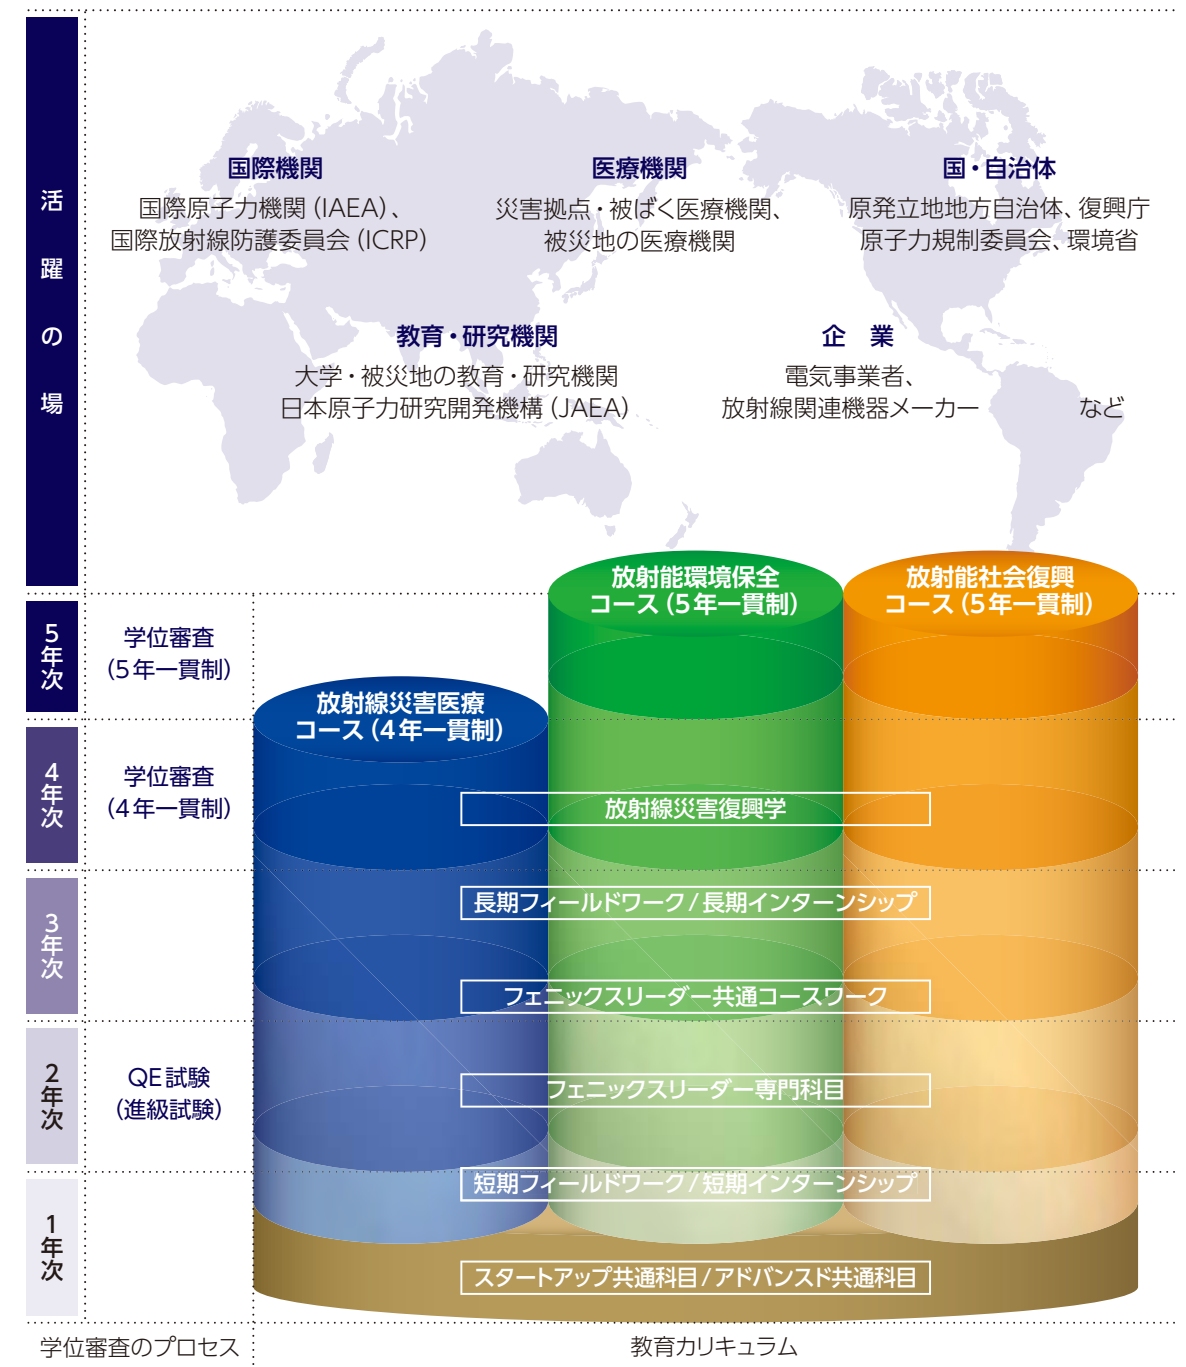 活躍の場
国際機関
国際原子力機関（IAEA）、
国際放射線防護委員会（ICRP）
医療機関
災害拠点・被ばく医療機関、
被災地の医療機関
国・自治体
原発立地地方自治体、復興庁
原子力規制委員会、環境省
教育・研究機関
大学・被災地の教育・研究機関
日本原子力研究開発機構（JAEA）
企　業
電気事業者、
放射線関連機器メーカー
など
放射能環境保全
コース（5年一貫制）
放射能社会復興
コース（5年一貫制）
5年次
学位審査
（5年一貫制）
放射線災害医療
コース（4年一貫制）
4年次
学位審査
（4年一貫制）
放射線災害復興学
3年次
長期フィールドワーク/長期インターンシップ
フェニックスリーダー共通コースワーク
2年次
QE試験
（進級試験）
フェニックスリーダー専門科目
短期フィールドワーク/短期インターンシップ
1年次
スタートアップ共通科目/アドバンスド共通科目
学位審査のプロセス
教育カリキュラム